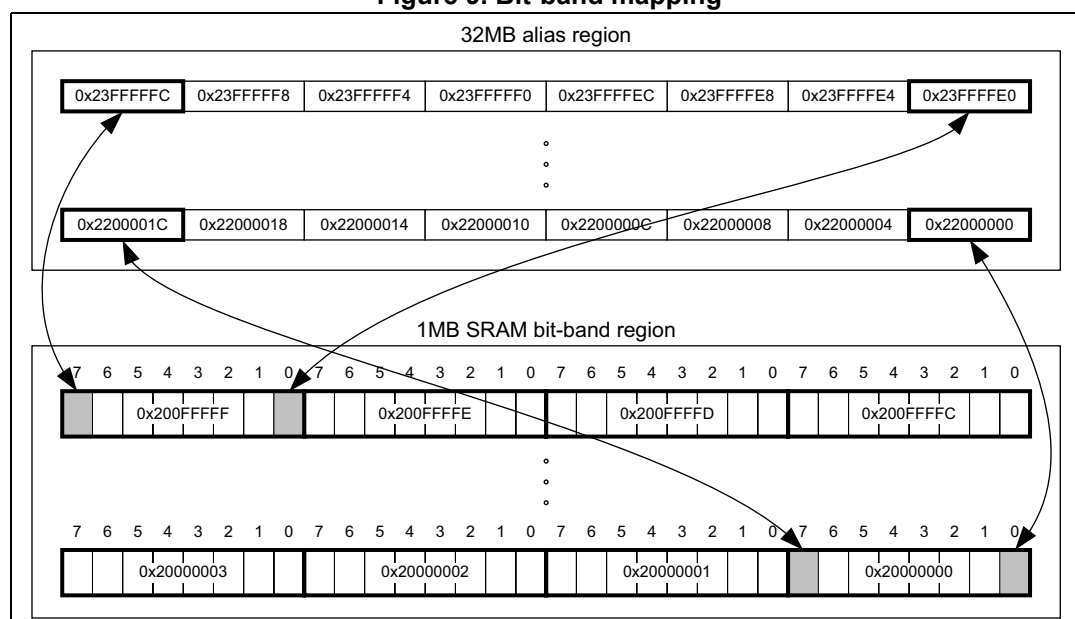 Figure 9. Bit-band mapping
32MB alias region
0x23FFFFFC 0x23FFFFF8 0x23FFFFF4 0x23FFFFF0 0x23FFFFEC 0x23FFFFE8 0x23FFFFE4 0x23FFFFE0
0x2200001C 0x22000018 0x22000014 0x22000010 0x2200000C 0x22000008 0x22000004 0x22000000
1MB SRAM bit-band region
7 6 5 4 3 2 1 0 7 6 5 4 3 2 1 0 7 6 5 4 3 2 1 0 7 6 5 4 3 2 1 0
0x200FFFFF 0x200FFFFE 0x200FFFFD 0x200FFFFC
7 6 5 4 3 2 1 0 7 6 5 4 3 2 1 0 7 6 5 4 3 2 1 0 7 6 5 4 3 2 1 0
0x20000003 0x20000002 0x20000001 0x20000000